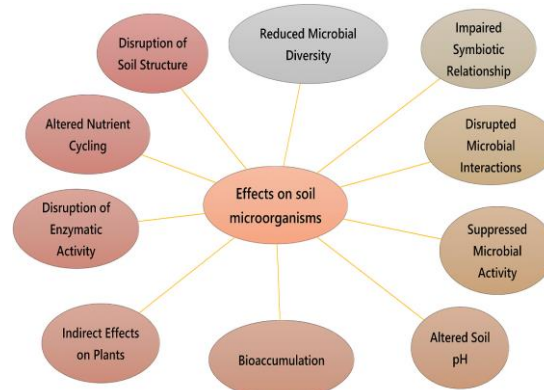 Reduced Microbial
Diversity
Impaired
Symbiotic
Relationship
Disrupted
Microbial
Interactions
Suppressed
Microbial
Activity
Altered Soil
pH
Bioaccumulation
Indirect Effects
on Plants
Disruption of
Enzymatic
Activity
Altered Nutrient
Cycling
Disruption of
Soil Structure
Effects on soil
microorganisms